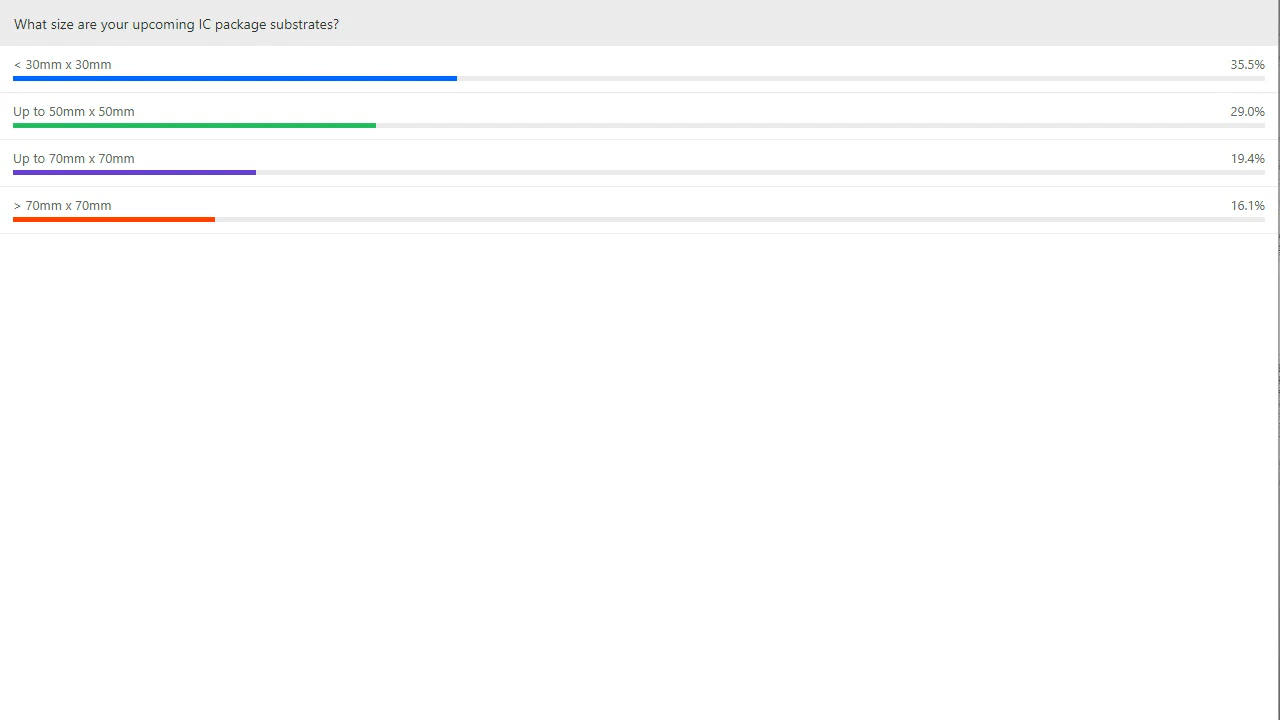 What size are your upcoming IC package substrates?
< 30mm x 30mm 35.5%
Up to 50mm x 50mm 29.0%
Up to 70mm x 70mm 19.4%
> 70mm x 70mm 16.1%